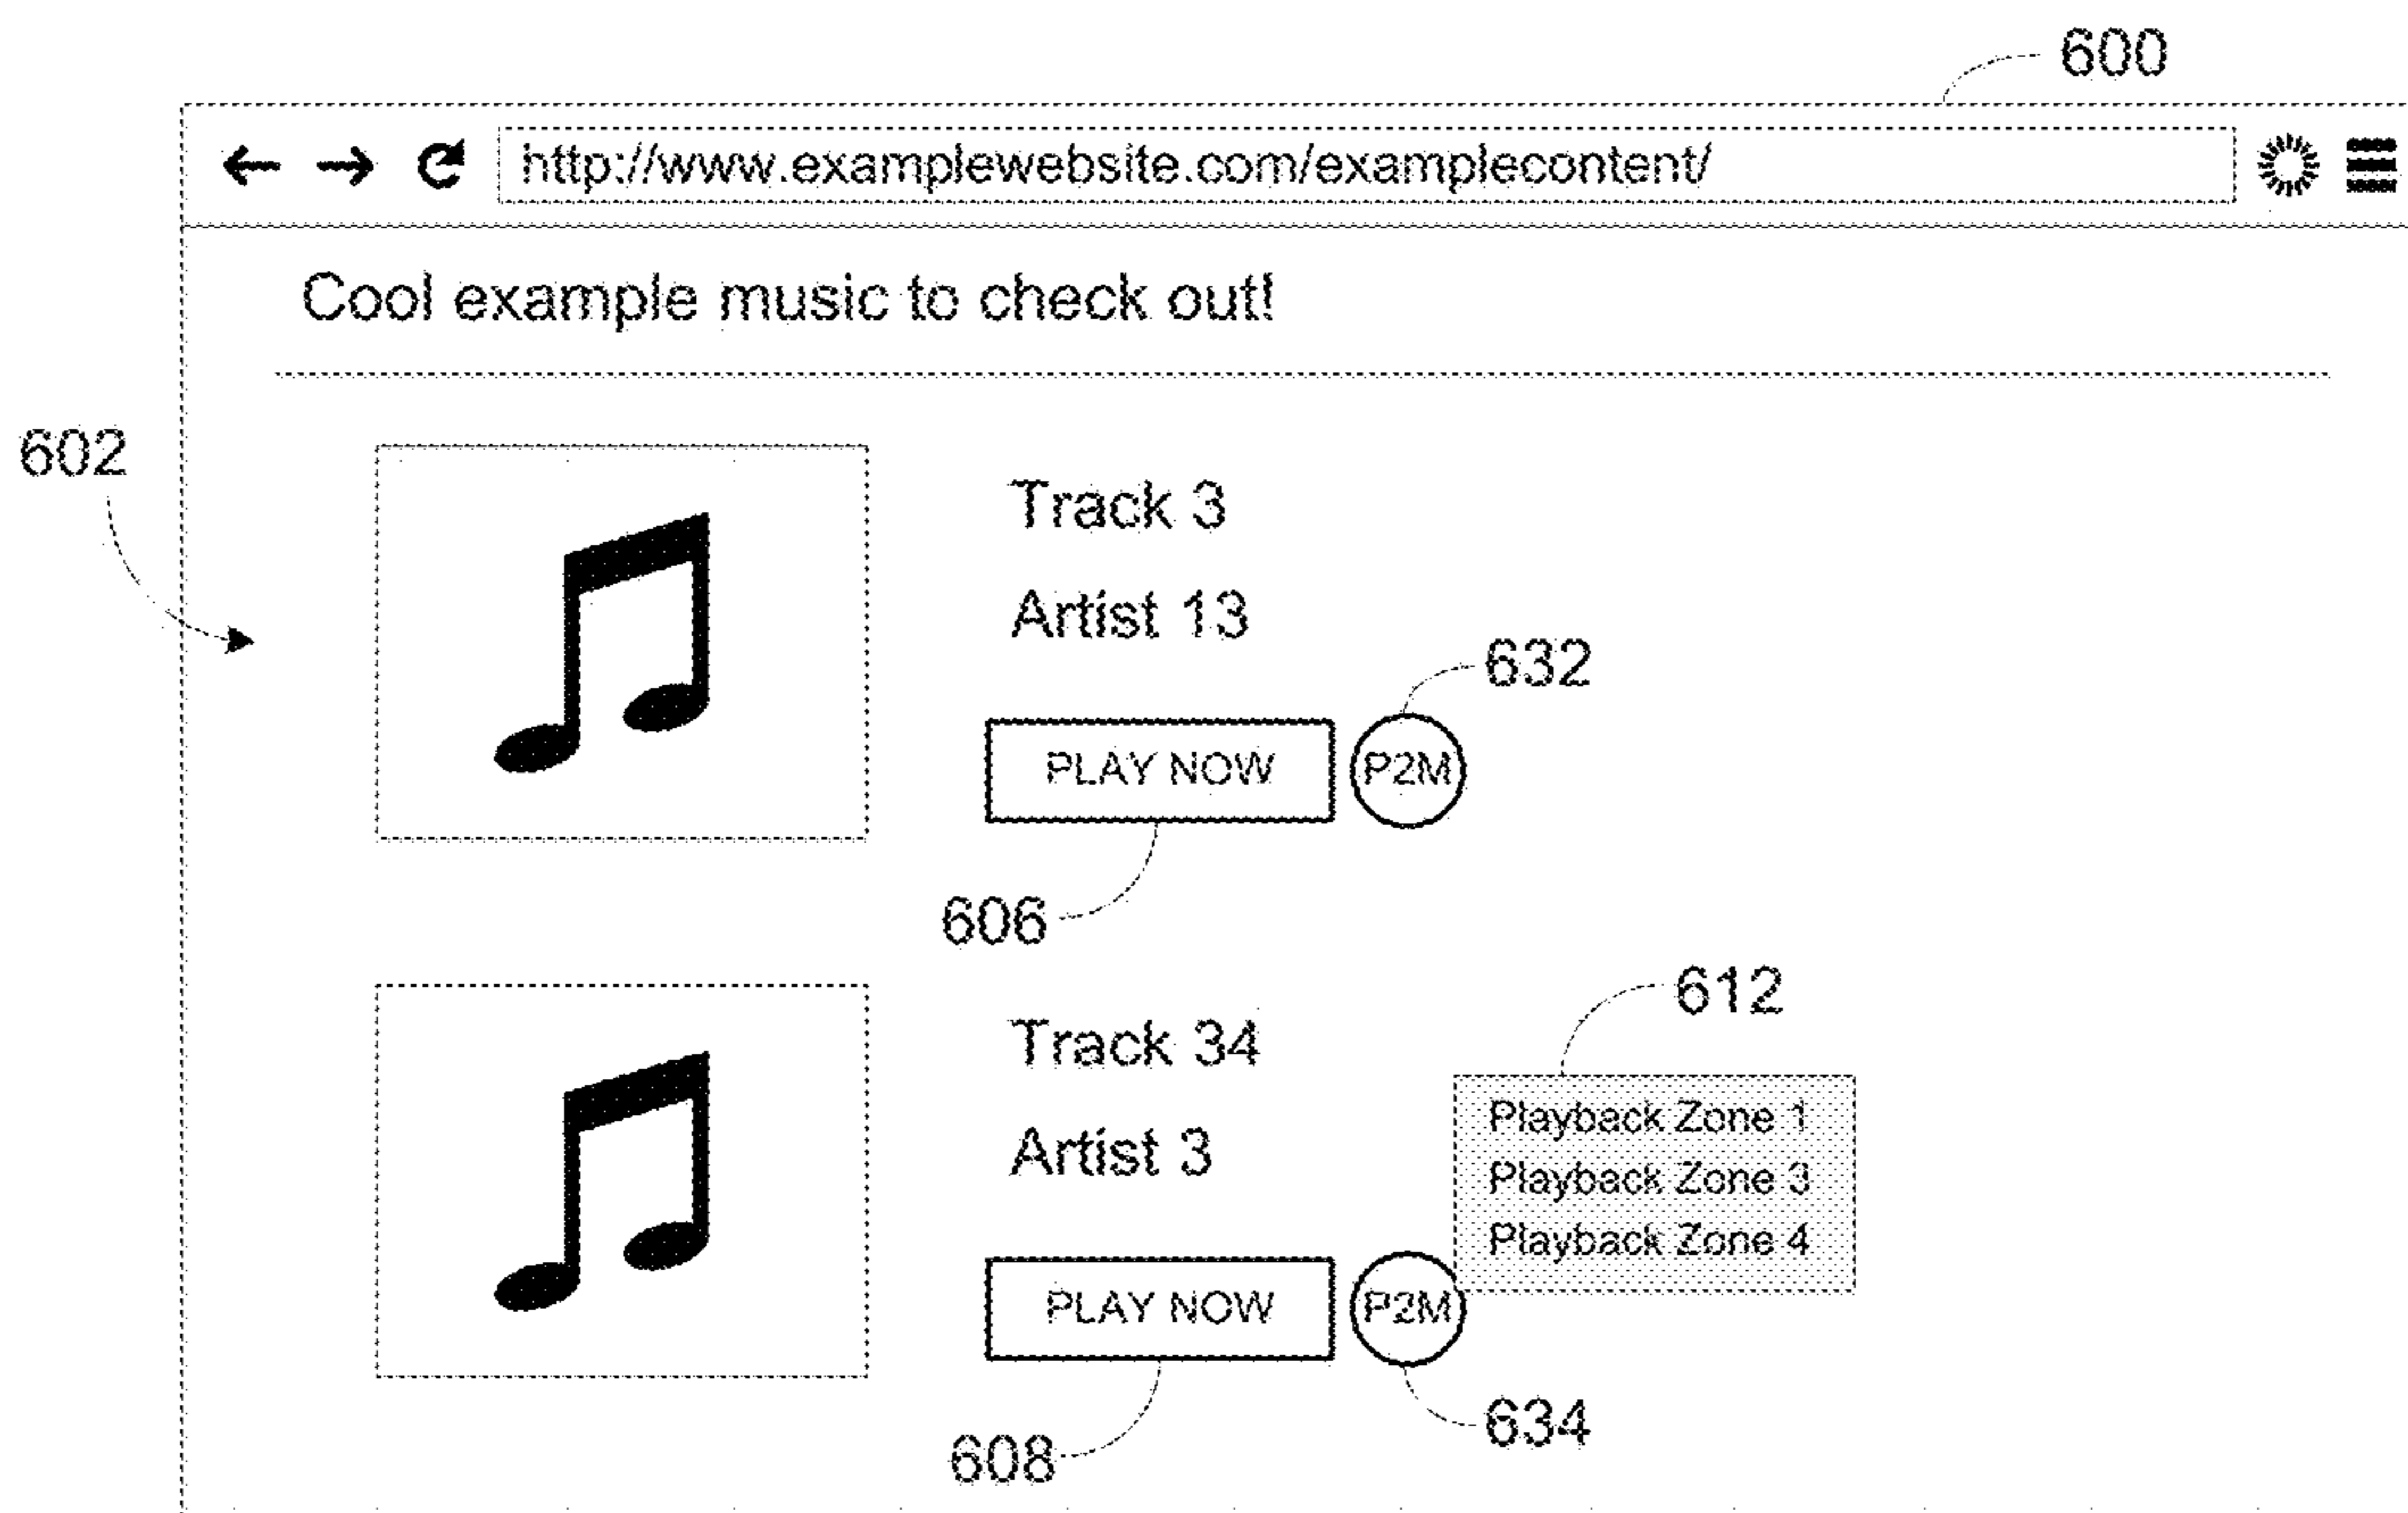 600
http://www.examplewebsite.com/examplecontent/
Cool example music to check out!
602
Track 3
Artist 13
632
PLAY NOW
P2M
606
612
Track 34
Playback Zone 1
Artist 3
Playback Zone 3
Playback Zone 4
PLAY NOW
P2M
634
608